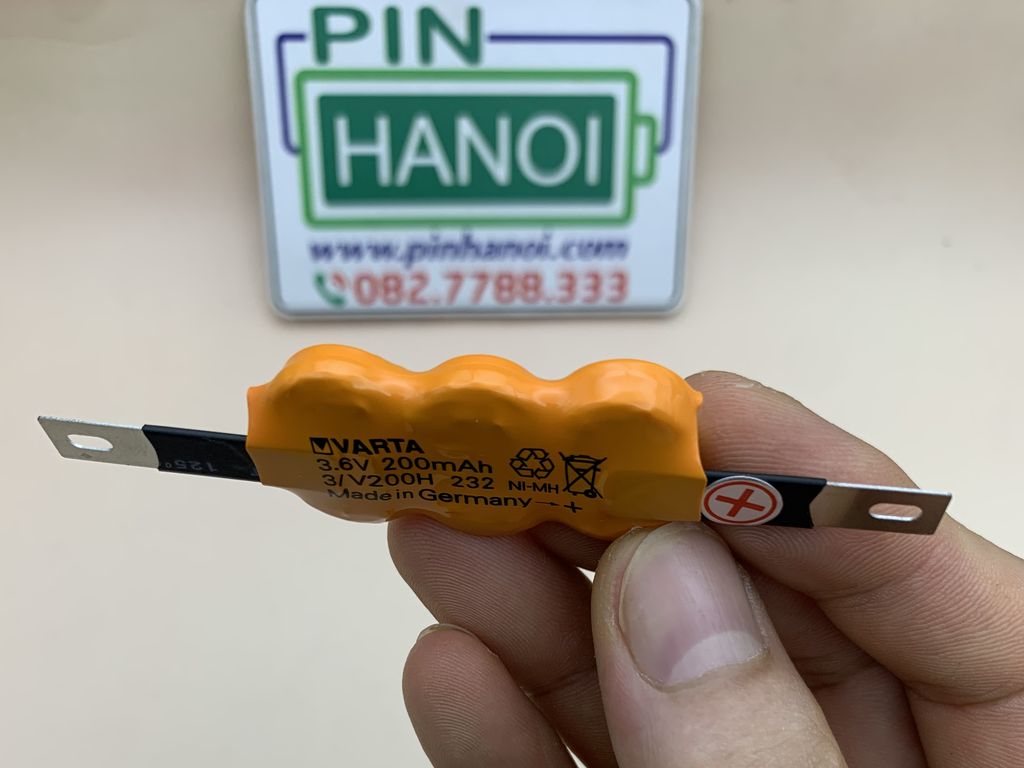 PIN
HANOI
www.pinhanoi.com
082.7788.333
VARTA
3.6V 200mAh
3/V200H 232
Made in Germany → +
NI-MH
125°